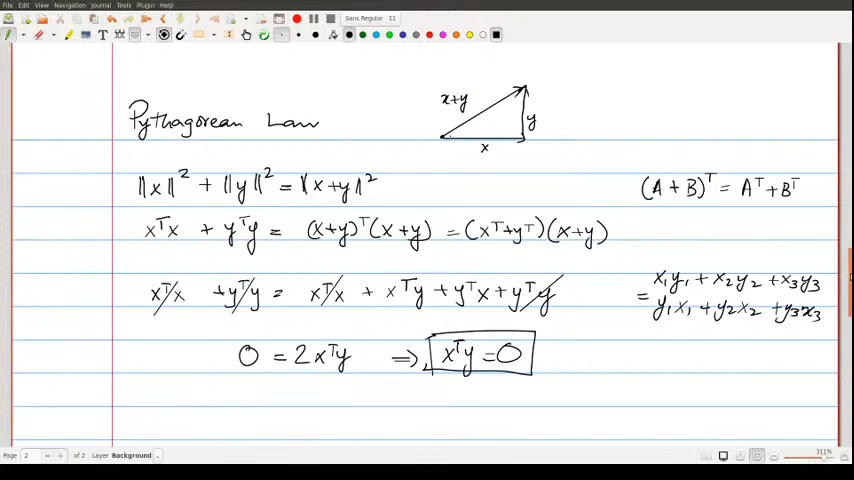 File Edit View Journal Tools Plugin Help
Sans Regular 11
Pythagorean Law
x+y
y
x
||x||² + ||y||² = ||x+y||²
(A + B)ᵀ = Aᵀ + Bᵀ
xᵀx + yᵀy = (x+y)ᵀ(x+y) = (xᵀ+yᵀ)(x+y)
xᵀx + yᵀy = xᵀx + xᵀy + yᵀx + yᵀy
x₁y₁ + x₂y₂ + x₃y₃
= y₁x₁ + y₂x₂ + y₃x₃
0 = 2xᵀy ⇒ xᵀy = 0
Page 2 of 2 Layer Background
311%